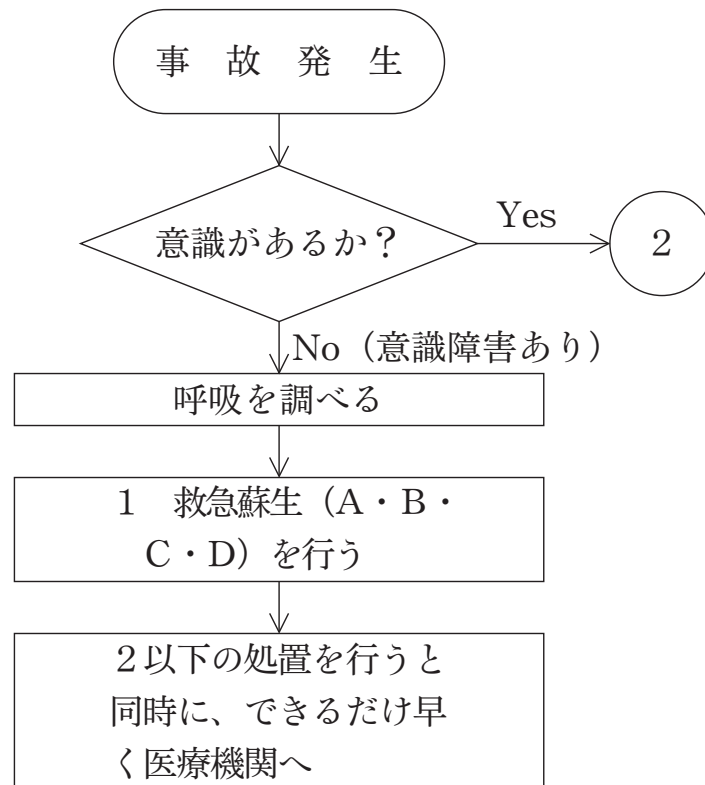 事　故　発　生
意識があるか？
Yes
２
No（意識障害あり）
呼吸を調べる
１　救急蘇生（A・B・
C・D）を行う
２以下の処置を行うと
同時に、できるだけ早
く医療機関へ